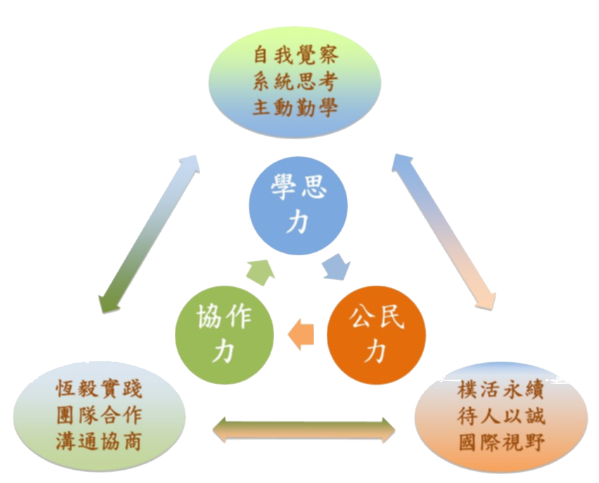 自我覺察
系統思考
主動勤學
學思
力
協作
力
公民
力
恆毅實踐
團隊合作
溝通協商
樸活永續
待人以誠
國際視野